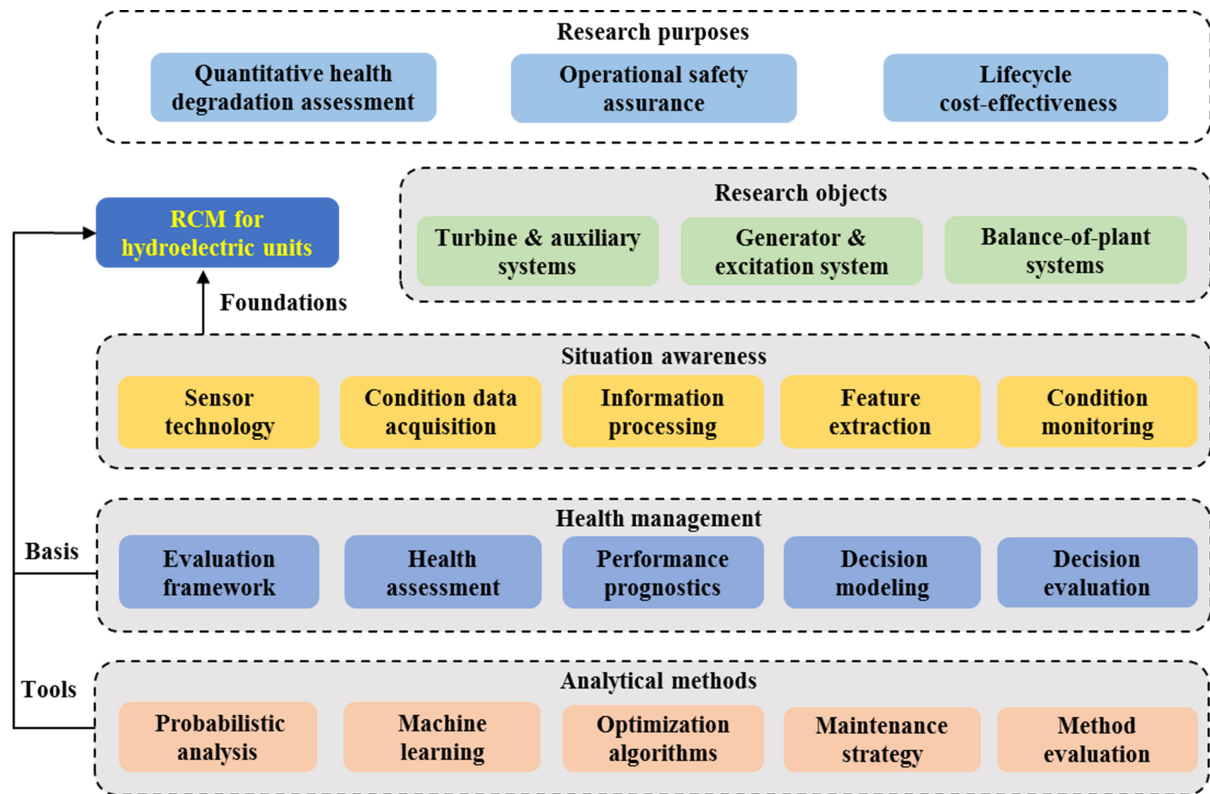 Research purposes
Quantitative health
degradation assessment
Operational safety
assurance
Lifecycle
cost-effectiveness
RCM for
hydroelectric units
Research objects
Turbine & auxiliary
systems
Generator &
excitation system
Balance-of-plant
systems
Foundations
Situation awareness
Sensor
technology
Condition data
acquisition
Information
processing
Feature
extraction
Condition
monitoring
Basis
Health management
Evaluation
framework
Health
assessment
Performance
prognostics
Decision
modeling
Decision
evaluation
Tools
Analytical methods
Probabilistic
analysis
Machine
learning
Optimization
algorithms
Maintenance
strategy
Method
evaluation